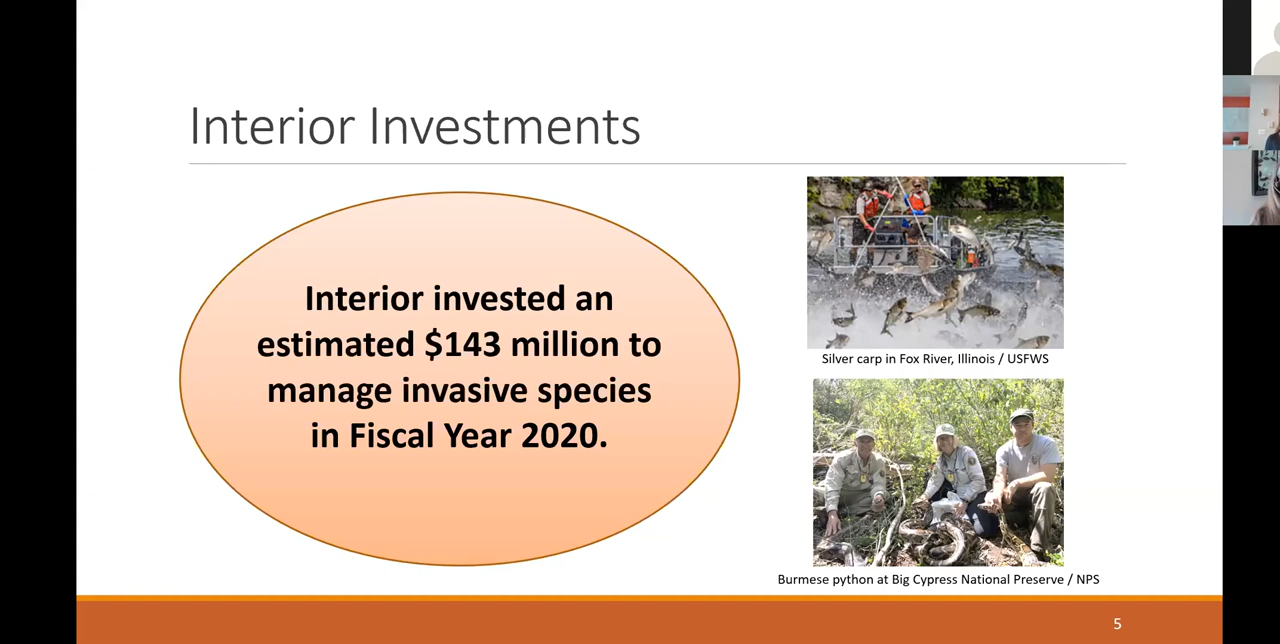 Interior Investments
Interior invested an
estimated $143 million to
manage invasive species
in Fiscal Year 2020.
Silver carp in Fox River, Illinois / USFWS
Burmese python at Big Cypress National Preserve / NPS
5